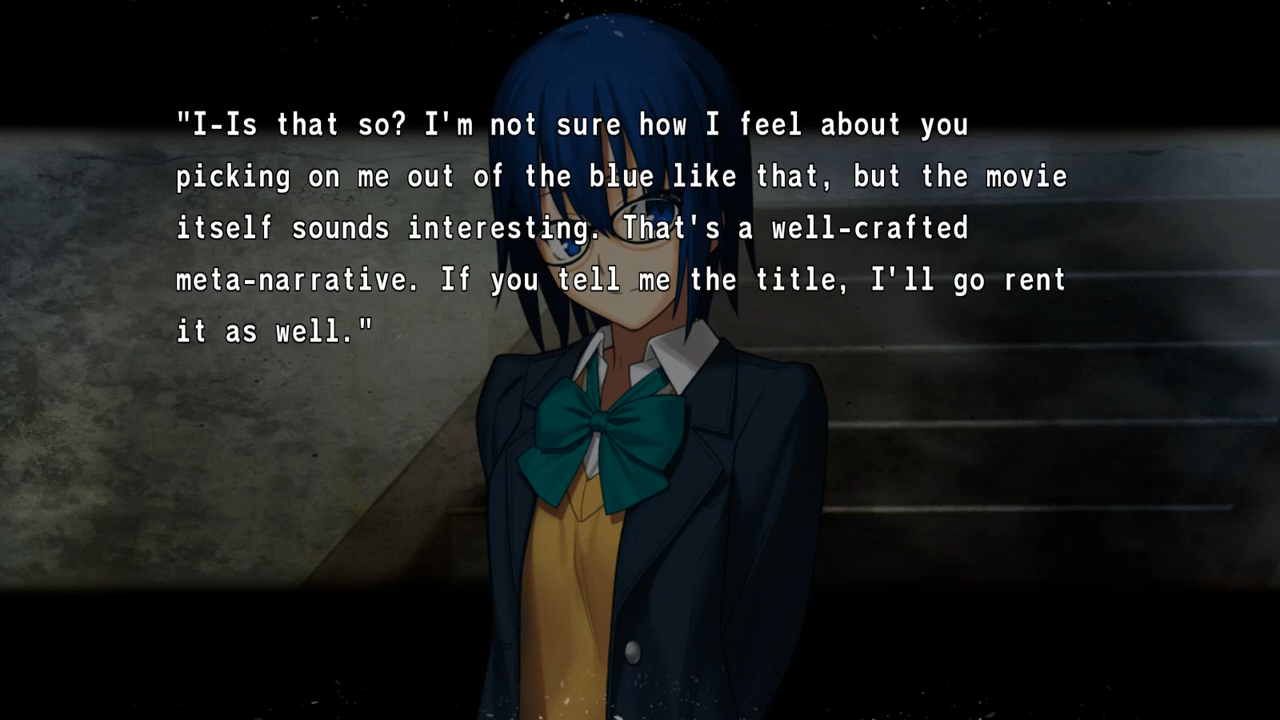 "I-Is that so? I'm not sure how I feel about you
picking on me out of the blue like that, but the movie
itself sounds interesting. That's a well-crafted
meta-narrative. If you tell me the title, I'll go rent
it as well."